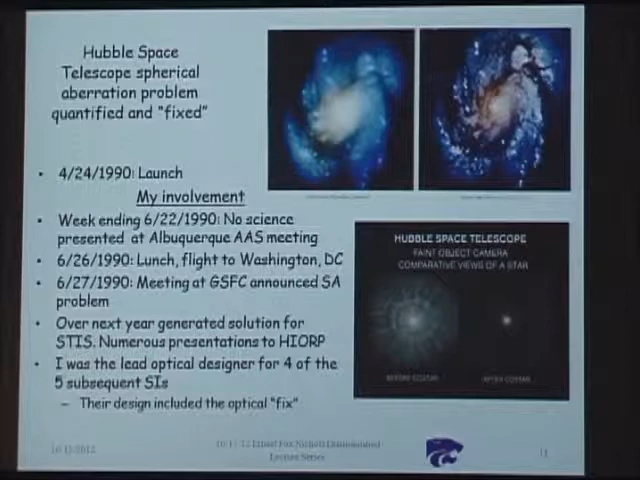 Hubble Space
Telescope spherical
aberration problem
quantified and “fixed”
• 4/24/1990: Launch
My involvement
• Week ending 6/22/1990: No science
presented at Albuquerque AAS meeting
• 6/26/1990: Lunch, flight to Washington, DC
• 6/27/1990: Meeting at GSFC announced SA
problem
• Over next year generated solution for
STIS. Numerous presentations to HIORP
• I was the lead optical designer for 4 of the
5 subsequent SIs
– Their design included the optical “fix”
HUBBLE SPACE TELESCOPE
FAINT OBJECT CAMERA
COMPARATIVE VIEWS OF A STAR
BEFORE COSTAR
AFTER COSTAR
Lecture Series